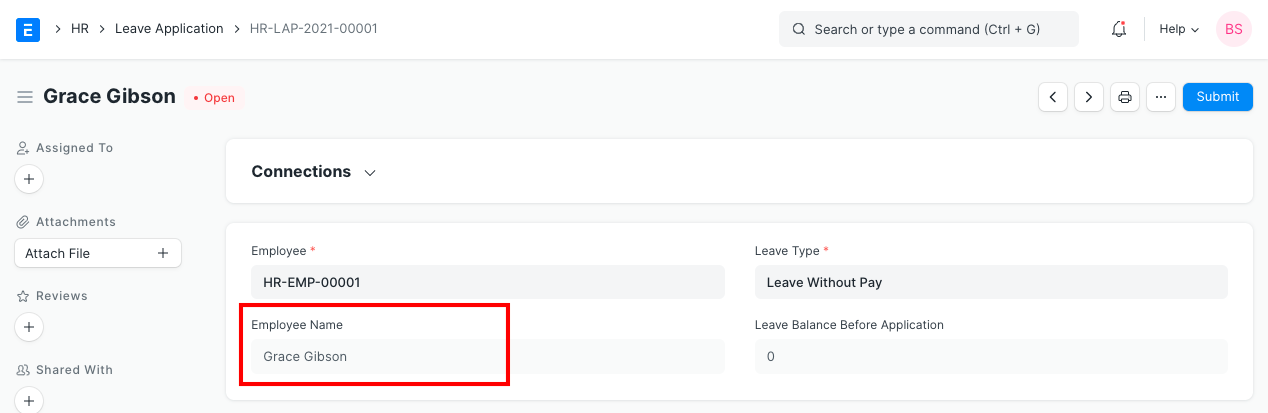 E
HR
Leave Application
HR-LAP-2021-00001
Search or type a command (Ctrl + G)
Help
BS
Grace Gibson
Open
Submit
Assigned To
Attachments
Attach File
Reviews
Shared With
Connections
Employee *
HR-EMP-00001
Leave Type *
Leave Without Pay
Employee Name
Grace Gibson
Leave Balance Before Application
0